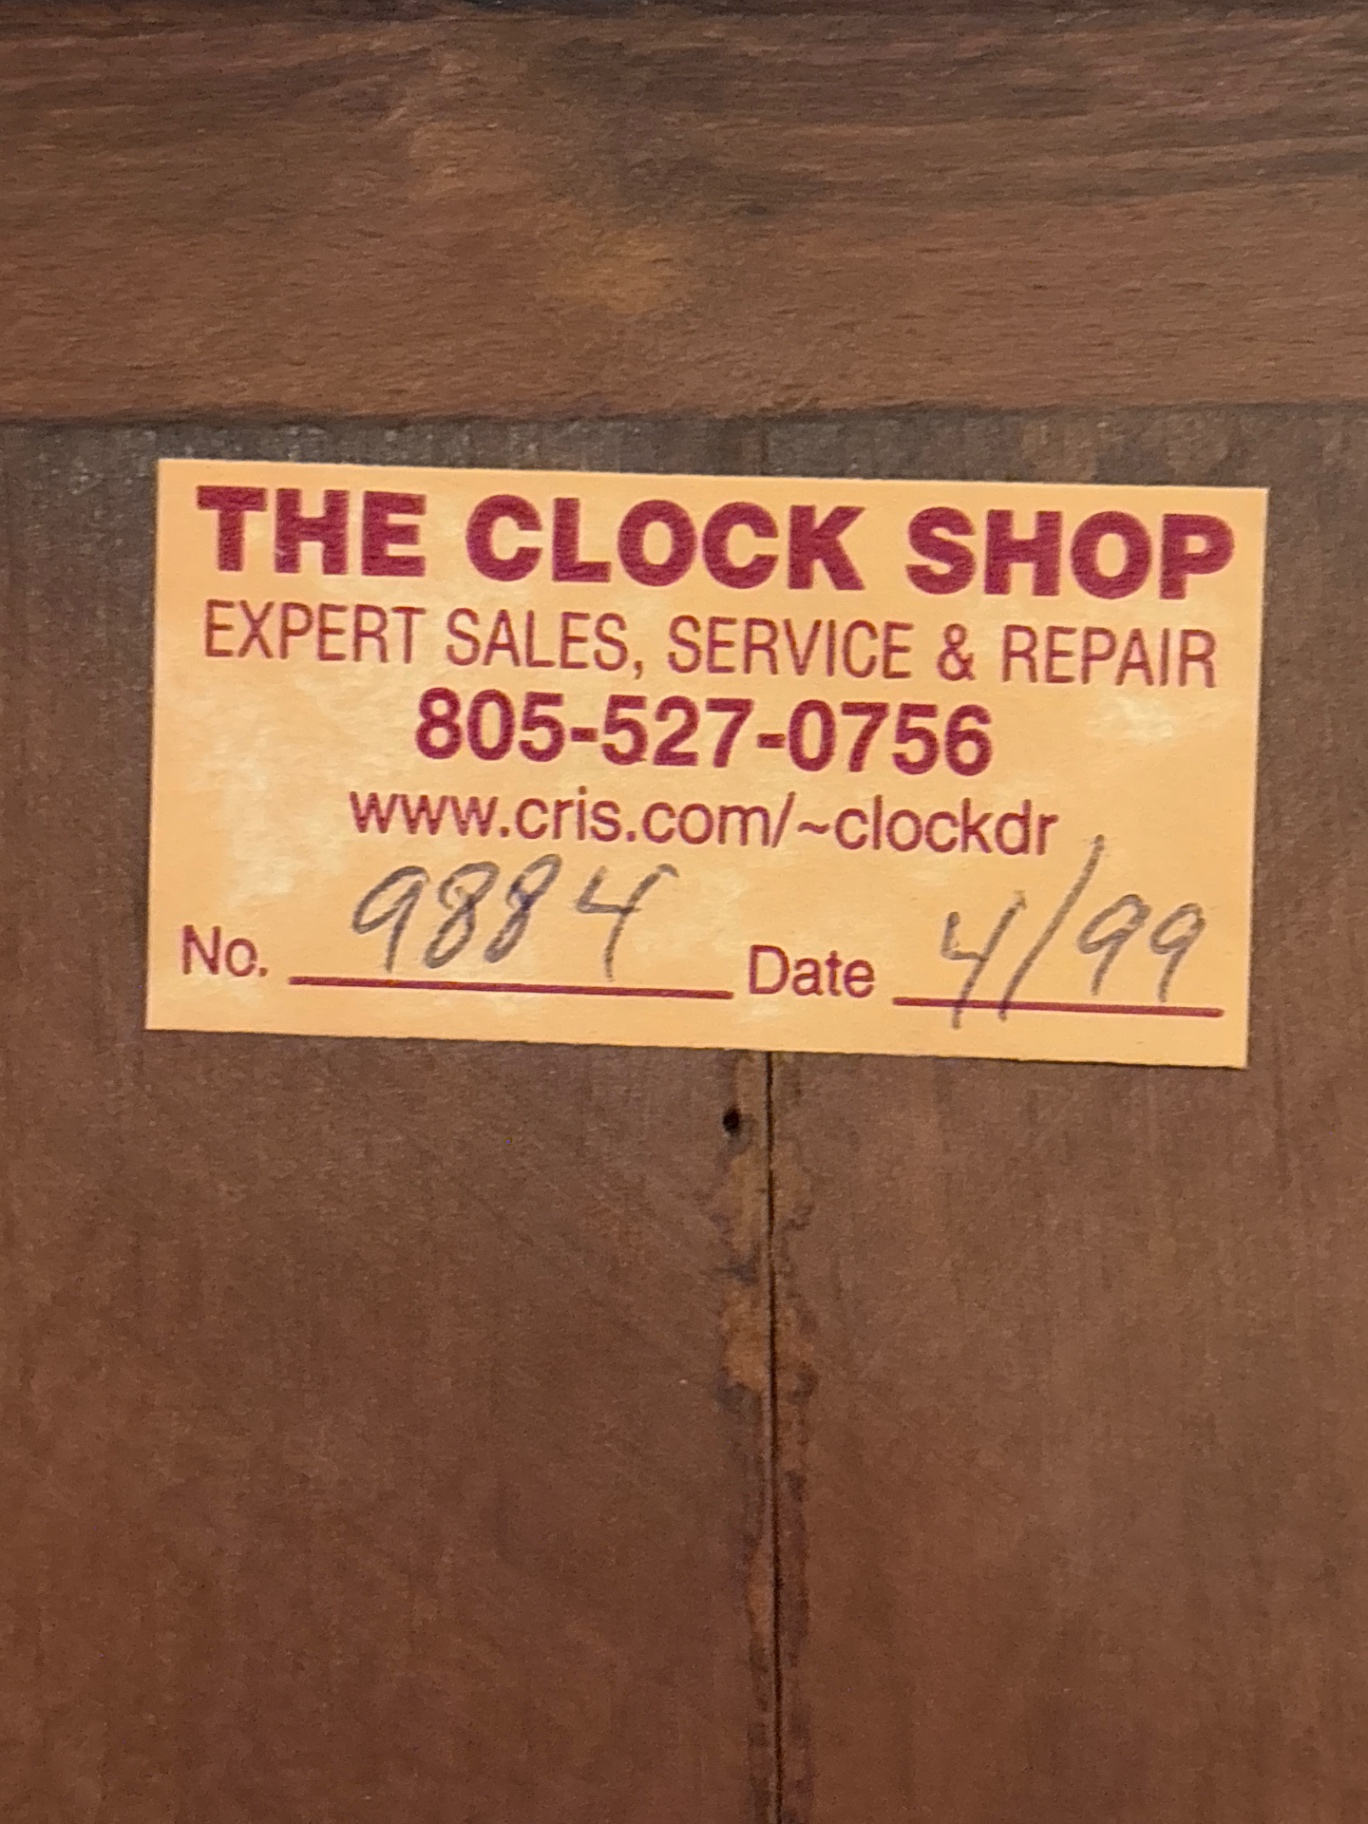 THE CLOCK SHOP
EXPERT SALES, SERVICE & REPAIR
805-527-0756
www.cris.com/~clockdr
No. 9884 Date 4/99